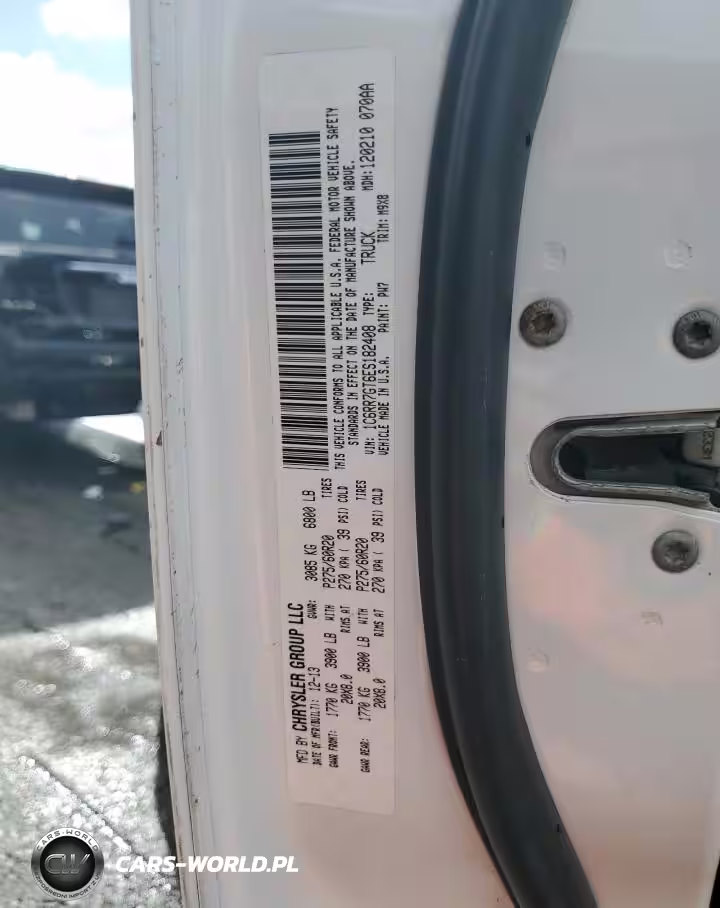 MFD BY CHRYSLER GROUP LLC
DATE OF MFR(BUILT): 12-13 GVWR: 3085 KG 6800 LB
GAWR FRONT: 1770 KG 3900 LB WITH P275/60R20 TIRES
20X8.0 RIMS AT 270 KPA ( 39 PSI) COLD
GAWR REAR: 1770 KG 3900 LB WITH P275/60R20 TIRES
20X8.0 RIMS AT 270 KPA ( 39 PSI) COLD
THIS VEHICLE CONFORMS TO ALL APPLICABLE U.S.A. FEDERAL MOTOR VEHICLE SAFETY
STANDARDS IN EFFECT ON THE DATE OF MANUFACTURE SHOWN ABOVE.
VIN: 1C6RR7GT6ES182408 TYPE: TRUCK MDH: 120210 070AA
VEHICLE MADE IN U.S.A. PAINT: PW7 TRIM: M9X8
CARS-WORLD
CW
CARS-WORLD.PL